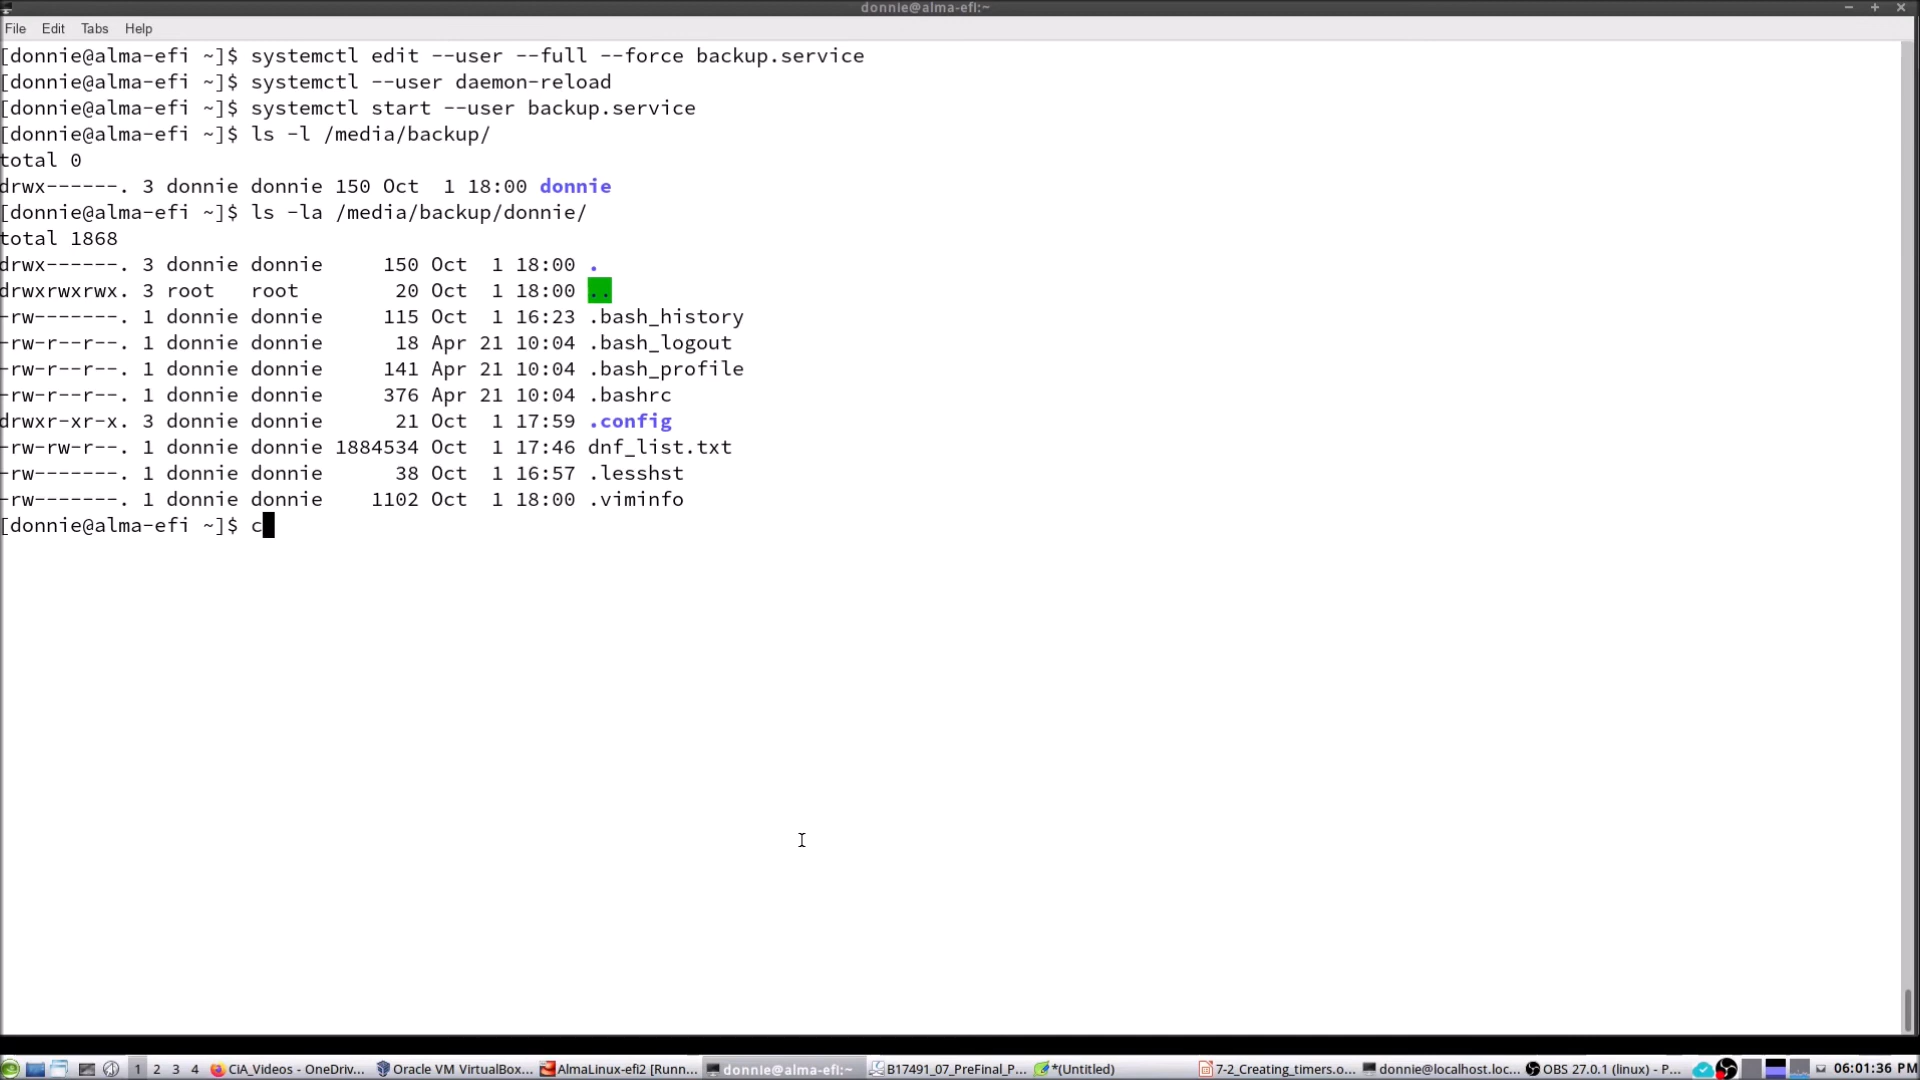 donnie@alma-efi:~
File Edit Tabs Help
[donnie@alma-efi ~]$ systemctl edit --user --full --force backup.service
[donnie@alma-efi ~]$ systemctl --user daemon-reload
[donnie@alma-efi ~]$ systemctl start --user backup.service
[donnie@alma-efi ~]$ ls -l /media/backup/
total 0
drwx------. 3 donnie donnie 150 Oct  1 18:00 donnie
[donnie@alma-efi ~]$ ls -la /media/backup/donnie/
total 1868
drwx------. 3 donnie donnie     150 Oct  1 18:00 .
drwxrwxrwx. 3 root   root        20 Oct  1 18:00 ..
-rw-------. 1 donnie donnie     115 Oct  1 16:23 .bash_history
-rw-r--r--. 1 donnie donnie      18 Apr 21 10:04 .bash_logout
-rw-r--r--. 1 donnie donnie     141 Apr 21 10:04 .bash_profile
-rw-r--r--. 1 donnie donnie     376 Apr 21 10:04 .bashrc
drwxr-xr-x. 3 donnie donnie      21 Oct  1 17:59 .config
-rw-rw-r--. 1 donnie donnie 1884534 Oct  1 17:46 dnf_list.txt
-rw-------. 1 donnie donnie      38 Oct  1 16:57 .lesshst
-rw-------. 1 donnie donnie    1102 Oct  1 18:00 .viminfo
[donnie@alma-efi ~]$ c
1 2 3 4 CiA_Videos - OneDriv... Oracle VM VirtualBox... AlmaLinux-efi2 [Runn... donnie@alma-efi:~ B17491_07_PreFinal_P... *(Untitled) 7-2_Creating_timers.o... donnie@localhost.loc... OBS 27.0.1 (linux) - P... 06:01:36 PM